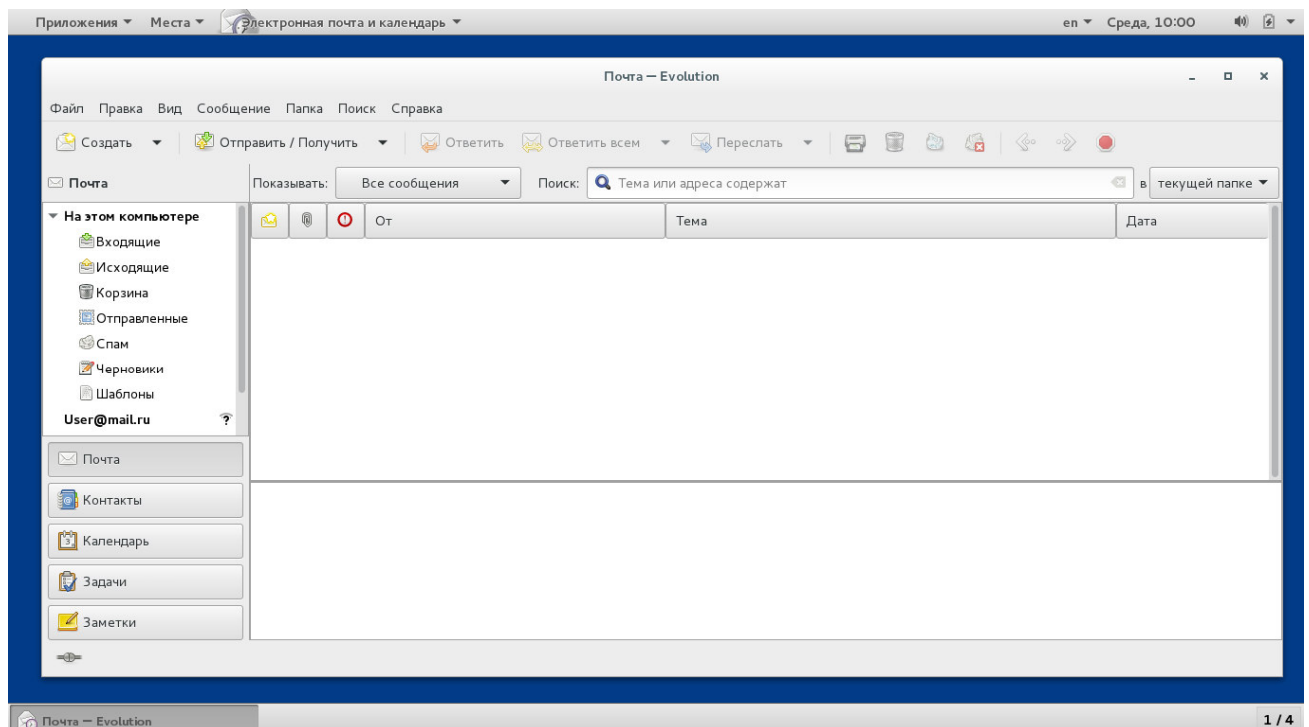 Приложения Места Электронная почта и календарь en Среда, 10:00
Почта — Evolution
Файл Правка Вид Сообщение Папка Поиск Справка
Создать Отправить / Получить Ответить Ответить всем Переслать
Почта Показывать: Все сообщения Поиск: Тема или адреса содержат в текущей папке
На этом компьютере От Тема Дата
Входящие
Исходящие
Корзина
Отправленные
Спам
Черновики
Шаблоны
User@mail.ru ?
Почта
Контакты
Календарь
Задачи
Заметки
Почта — Evolution 1 / 4